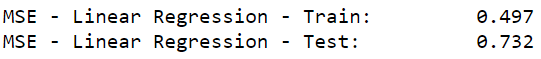 MSE - Linear Regression - Train: 0.497
MSE - Linear Regression - Test: 0.732